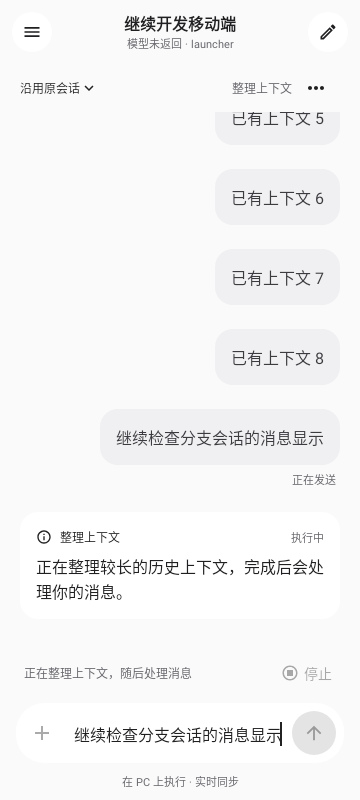 继续开发移动端
模型未返回 · launcher
沿用原会话
整理上下文
已有上下文 5
已有上下文 6
已有上下文 7
已有上下文 8
继续检查分支会话的消息显示
正在发送
整理上下文
执行中
正在整理较长的历史上下文，完成后会处
理你的消息。
正在整理上下文，随后处理消息
停止
继续检查分支会话的消息显示
在 PC 上执行 · 实时同步